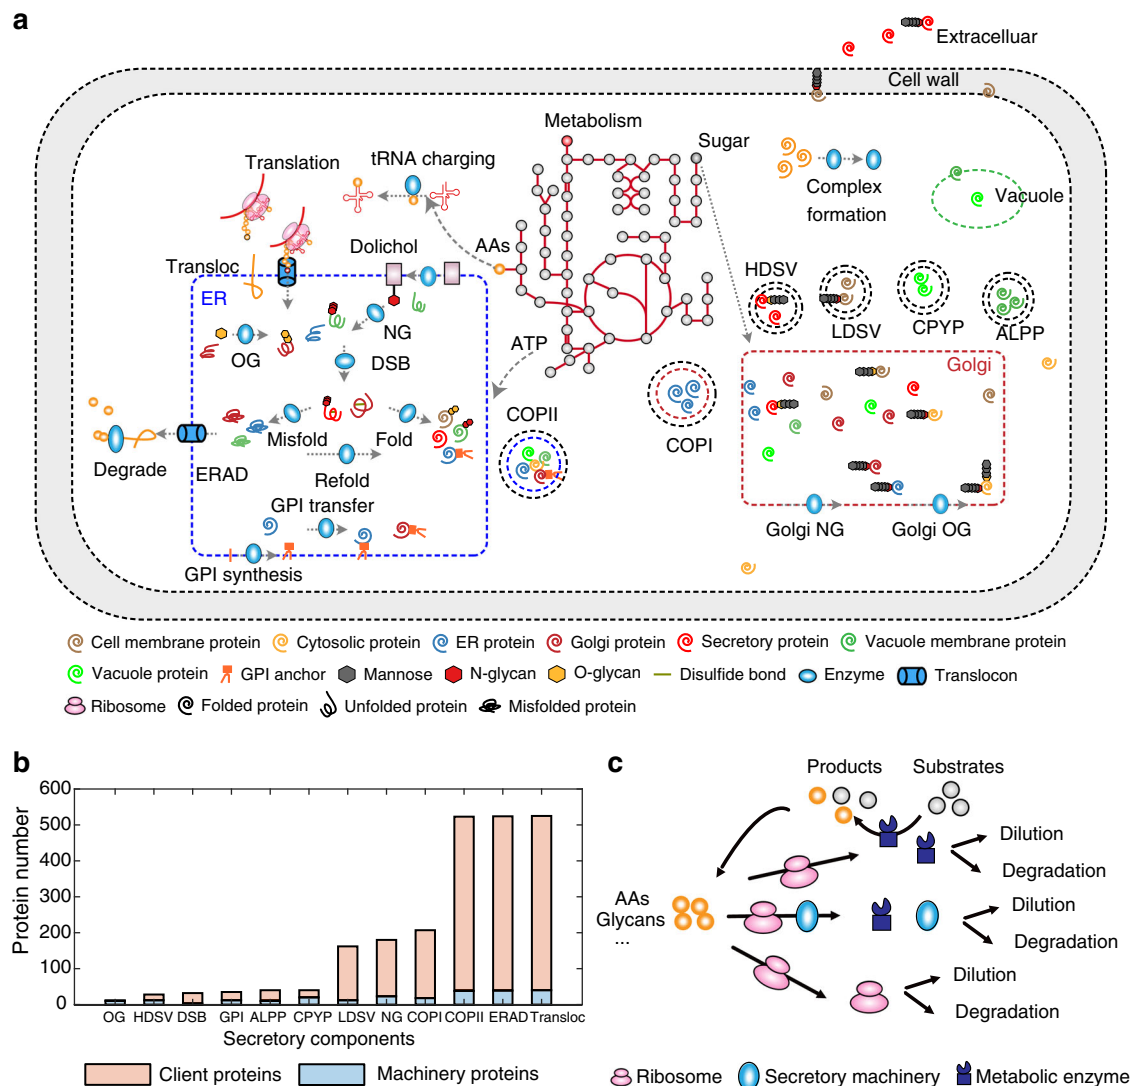 a
Extracelluar
Cell wall
Metabolism
Sugar
Translation
tRNA charging
Complex
formation
Vacuole
AAs
Dolichol
Transloc
ER
HDSV
LDSV
CPYP
ALPP
NG
OG
DSB
ATP
Golgi
COPII
COPI
Misfold
Fold
Degrade
ERAD
Refold
GPI transfer
Golgi NG
Golgi OG
GPI synthesis
Cell membrane protein Cytosolic protein ER protein Golgi protein Secretory protein Vacuole membrane protein
Vacuole protein GPI anchor Mannose N-glycan O-glycan Disulfide bond Enzyme Translocon
Ribosome Folded protein Unfolded protein Misfolded protein
b
Protein number
600
500
400
300
200
100
0
OG HDSV DSB GPI ALPP CPYP LDSV NG COPI COPII ERAD Transloc
Secretory components
Client proteins Machinery proteins
c
Products Substrates
Dilution
Degradation
AAs
Glycans
...
Dilution
Degradation
Dilution
Degradation
Ribosome Secretory machinery Metabolic enzyme